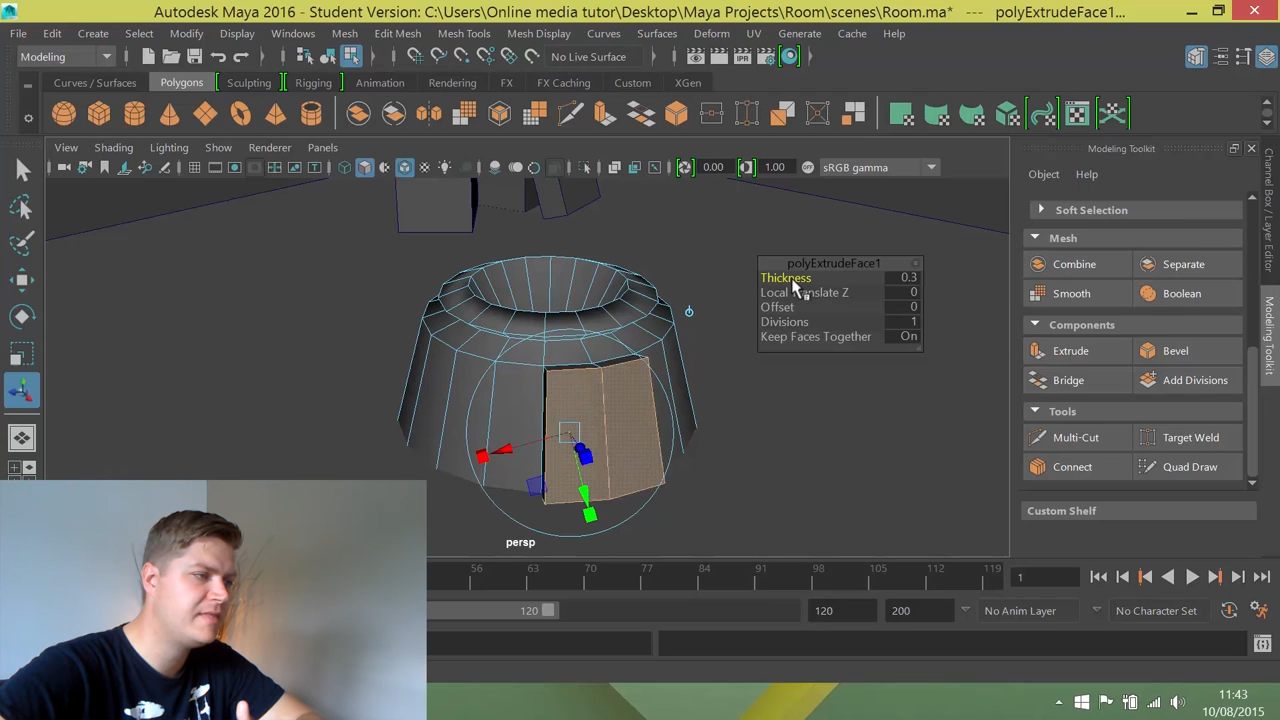 Autodesk Maya 2016 - Student Version: C:\Users\Online media tutor\Desktop\Maya Projects\Room\scenes\Room.ma* --- polyExtrudeFace1...
File Edit Create Select Modify Display Windows Mesh Edit Mesh Mesh Tools Mesh Display Curves Surfaces Deform UV Generate Cache Help
Modeling No Live Surface
Curves / Surfaces Polygons Sculpting Rigging Animation Rendering FX FX Caching Custom XGen
View Shading Lighting Show Renderer Panels
0.00 1.00 sRGB gamma
Modeling Toolkit
Object Help
Soft Selection
Mesh
Combine Separate
Smooth Boolean
Components
Extrude Bevel
Bridge Add Divisions
Tools
Multi-Cut Target Weld
Connect Quad Draw
Custom Shelf
Channel Box / Layer Editor
Modeling Toolkit
polyExtrudeFace1
Thickness 0.3
Local Translate Z 0
Offset 0
Divisions 1
Keep Faces Together On
persp
56 63 70 77 84 91 98 105 112 119 1
120 120 200 No Anim Layer No Character Set
11:43
10/08/2015